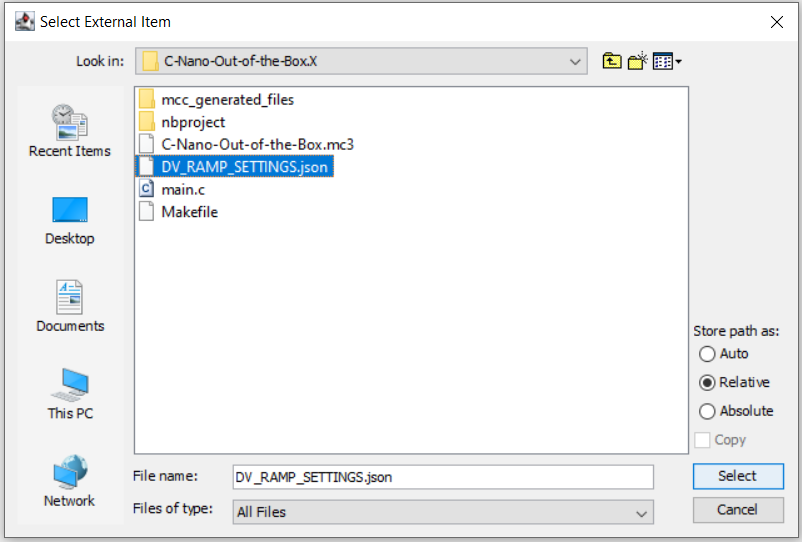 Select External Item
Look in:
C-Nano-Out-of-the-Box.X
Recent Items
Desktop
Documents
This PC
Network
mcc_generated_files
nbproject
C-Nano-Out-of-the-Box.mc3
DV_RAMP_SETTINGS.json
C
main.c
Makefile
Store path as:
Auto
Relative
Absolute
Copy
File name:
DV_RAMP_SETTINGS.json
Select
Files of type:
All Files
Cancel